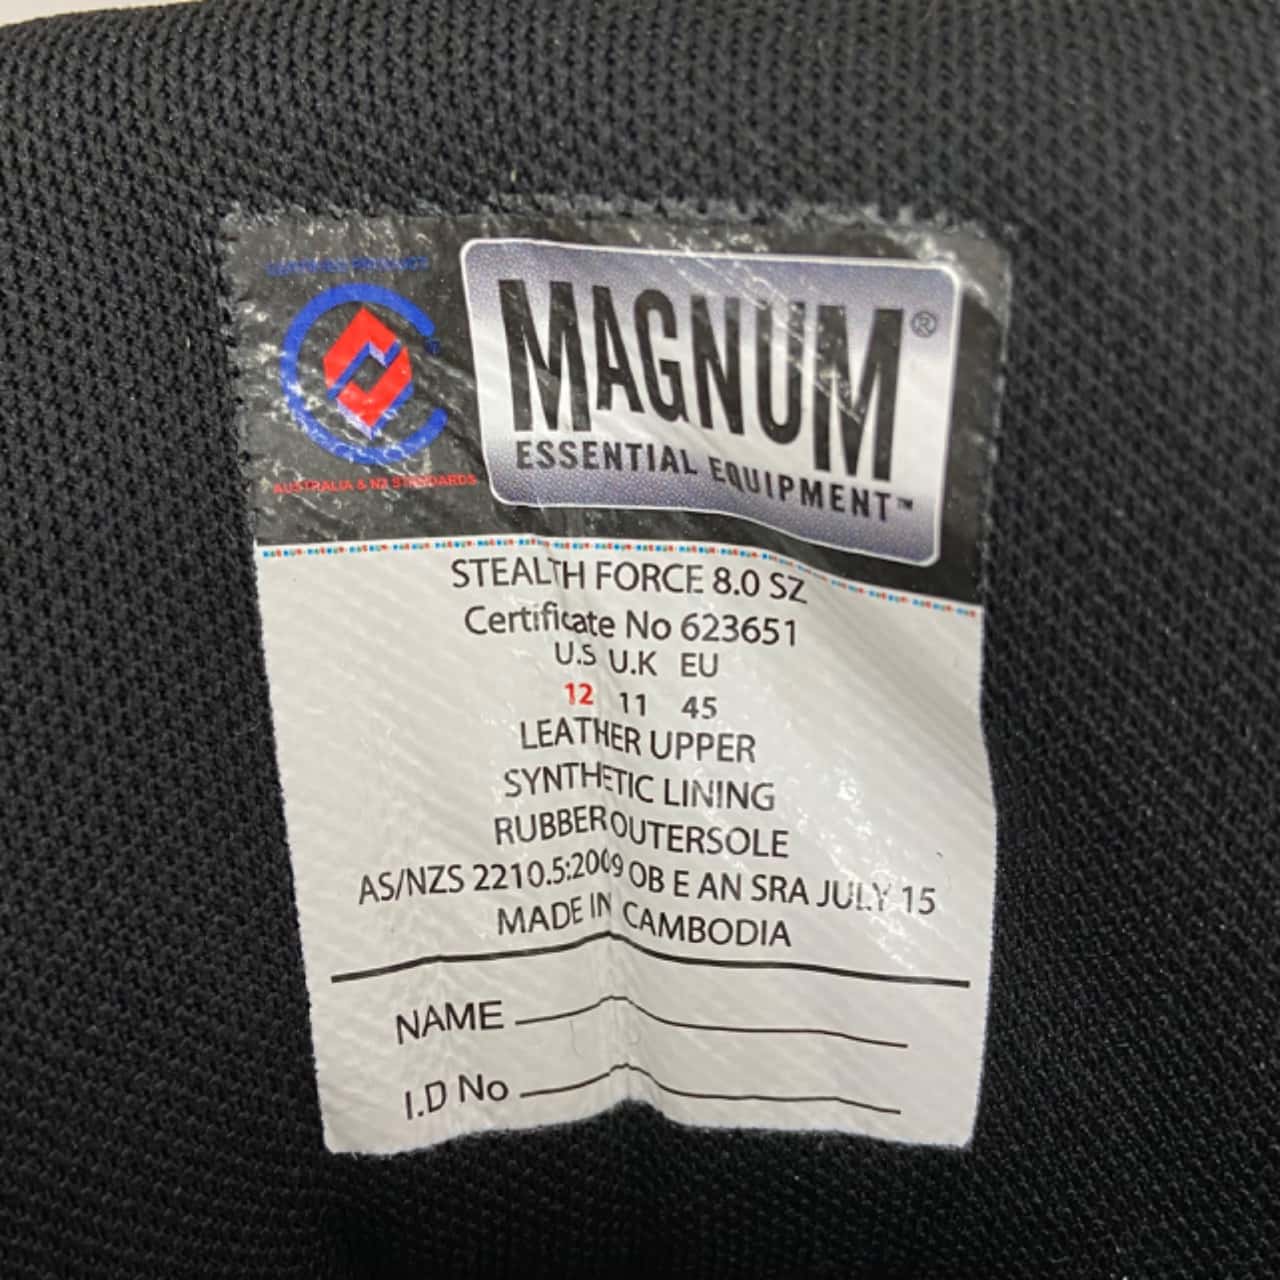 CERTIFIED PRODUCT
AUSTRALIA & NZ STANDARDS
MAGNUM®
ESSENTIAL EQUIPMENT™
STEALTH FORCE 8.0 SZ
Certificate No 623651
U.S U.K EU
12 11 45
LEATHER UPPER
SYNTHETIC LINING
RUBBER OUTERSOLE
AS/NZS 2210.5:2009 OB E AN SRA JULY 15
MADE IN CAMBODIA
NAME
I.D No